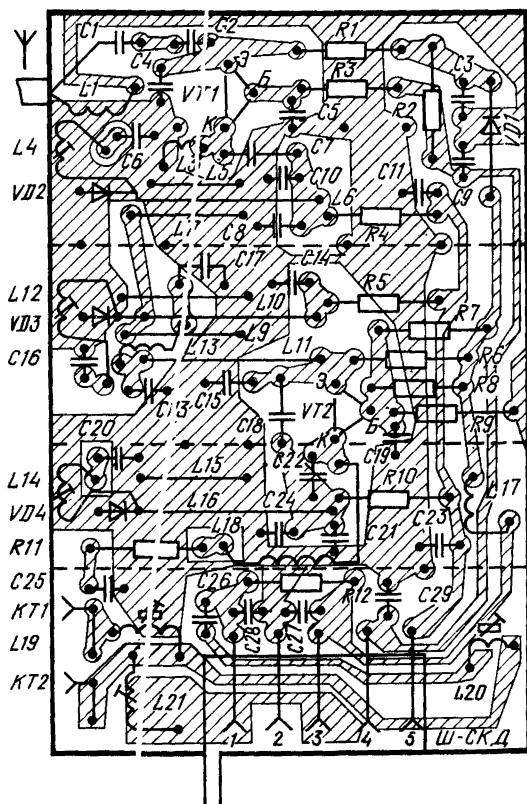 C1 C2
C4 Э R1
VT1 Б R3 C3
L1 C5 R2 VD1
L4 К
C6 L3 L5 C7
C10 C11 C9
VD2 L6
L7 C8 R4
C17 C14
L12 L10 R5
VD3 R7
L9
L13 L11 R6
C16 Э R8
C13 C15
C18 VT2 Б R9
C20 К C19
C22
L14 L15 R10 L17
VD4 L16 C24
C21 C23
R11 L18
C25 C26 R12 C29
KT1 C28 C27
L19
KT2 L20
L21
1 2 3 4 5 Ш-СКД